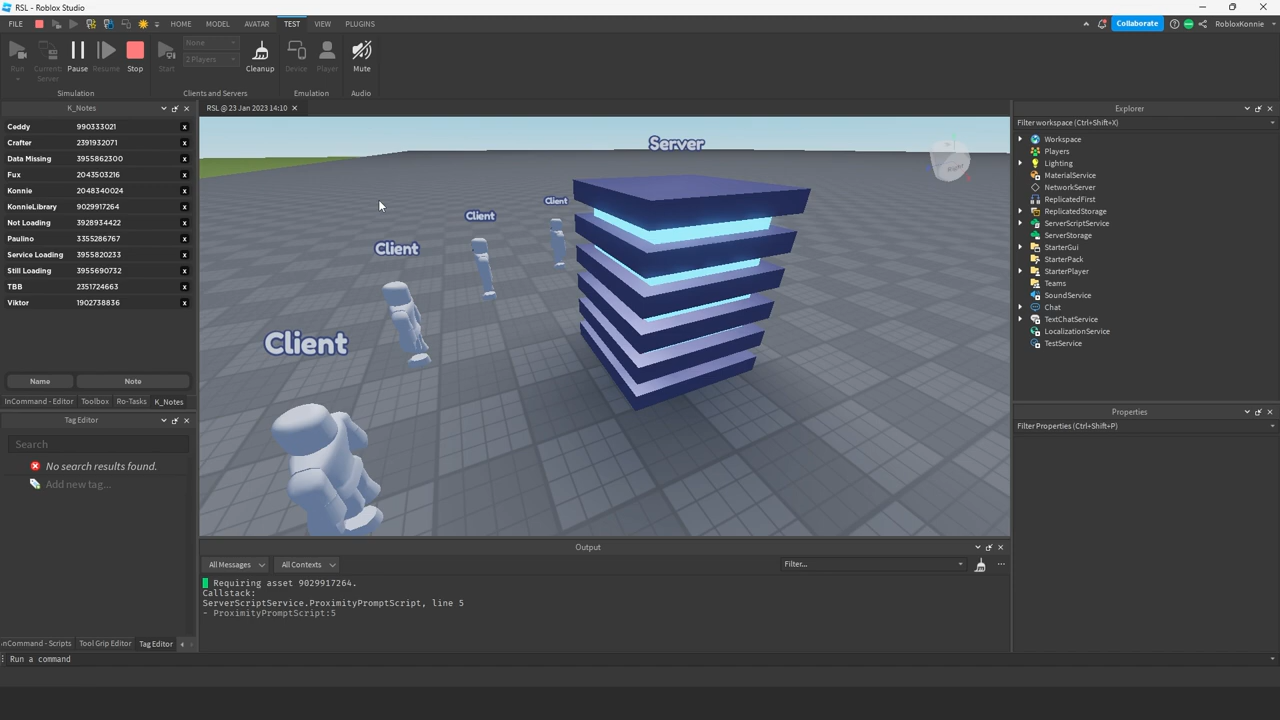 RSL - Roblox Studio
FILE HOME MODEL AVATAR TEST VIEW PLUGINS
Collaborate RobloxKonnie
Run Current Server Pause Resume Stop Start None 2 Players Cleanup Device Player Mute
Simulation Clients and Servers Emulation Audio
K_Notes
RSL @ 23 Jan 2023 14:10
Ceddy 990333021 x
Crafter 2391932071 x
Data Missing 3955862300 x
Fux 2043503216 x
Konnie 2048340024 x
KonnieLibrary 9029917264 x
Not Loading 3928934422 x
Paulino 3355286767 x
Service Loading 3955820233 x
Still Loading 3955690732 x
TBB 2351724663 x
Viktor 1902738836 x
Name Note
InCommand - Editor Toolbox Ro-Tasks K_Notes
Tag Editor
Search
No search results found.
Add new tag...
nCommand - Scripts Tool Grip Editor Tag Editor
Server
Client
Client
Client
Client
Right
Output
All Messages All Contexts Filter...
Requiring asset 9029917264.
Callstack:
ServerScriptService.ProximityPromptScript, line 5
- ProximityPromptScript:5
Explorer
Filter workspace (Ctrl+Shift+X)
Workspace
Players
Lighting
MaterialService
NetworkServer
ReplicatedFirst
ReplicatedStorage
ServerScriptService
ServerStorage
StarterGui
StarterPack
StarterPlayer
Teams
SoundService
Chat
TextChatService
LocalizationService
TestService
Properties
Filter Properties (Ctrl+Shift+P)
Run a command